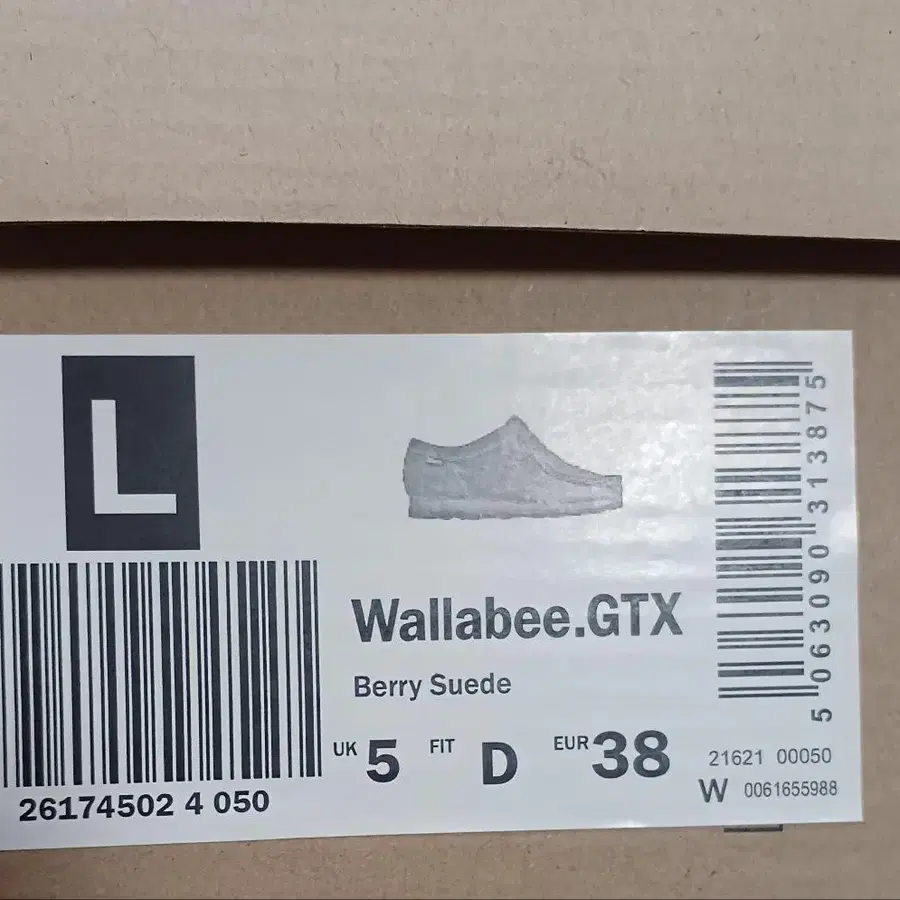 L
26174502 4 050
Wallabee.GTX
Berry Suede
UK 5 FIT D EUR 38
5 063090 313875
21621 00050
W 0061655988